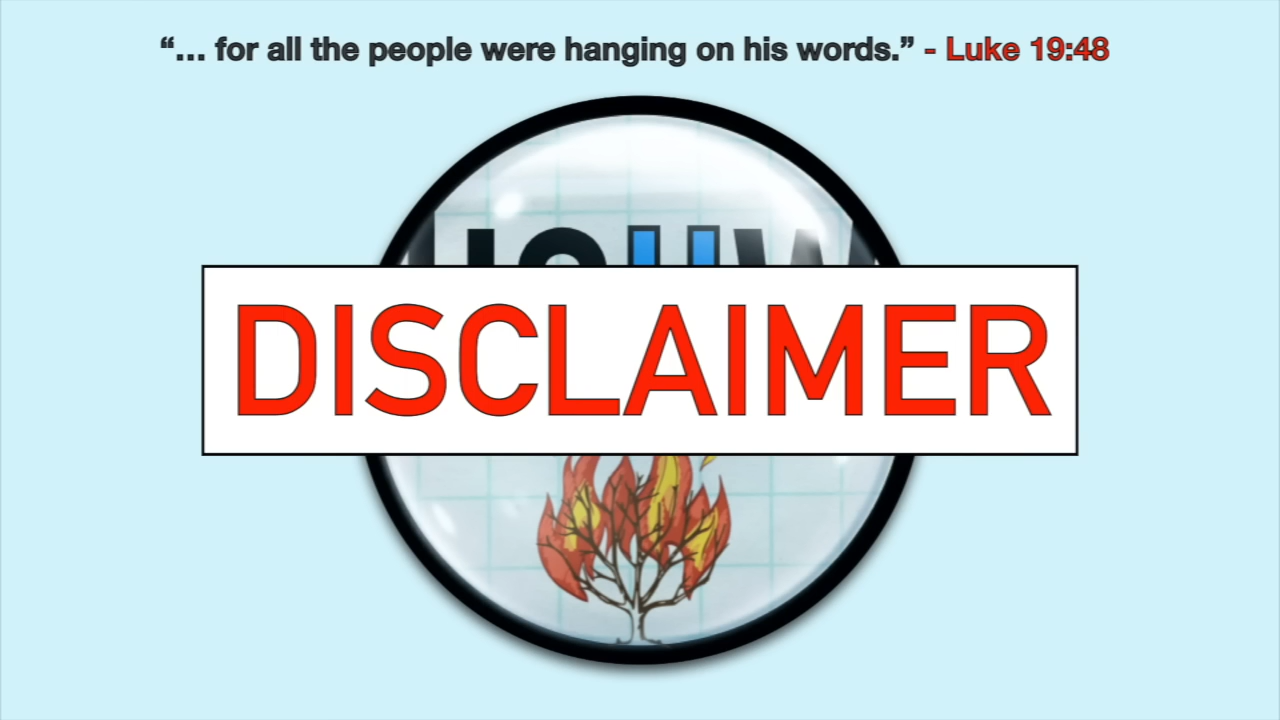 “... for all the people were hanging on his words.” - Luke 19:48
DISCLAIMER